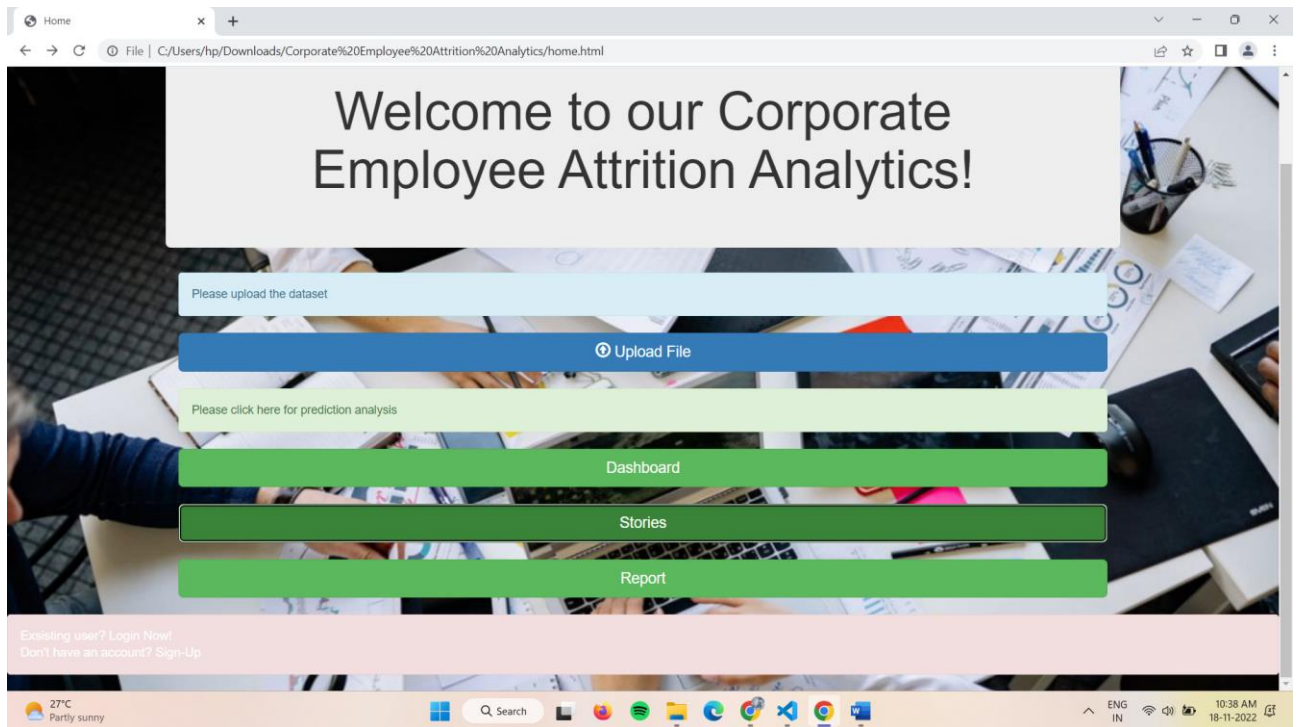 Home
File | C:/Users/hp/Downloads/Corporate%20Employee%20Attrition%20Analytics/home.html
Welcome to our Corporate
Employee Attrition Analytics!
Please upload the dataset
Upload File
Please click here for prediction analysis
Dashboard
Stories
Report
Exsisting user? Login Now!
Don't have an account? Sign-Up
27°C
Partly sunny
Search
ENG
IN
10:38 AM
18-11-2022